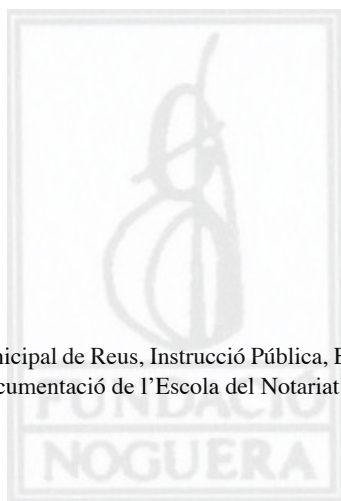 nicipal de Reus, Instrucció Pública, E
cumentació de l’Escola del Notariat
FUNDACIÓ
NOGUERA